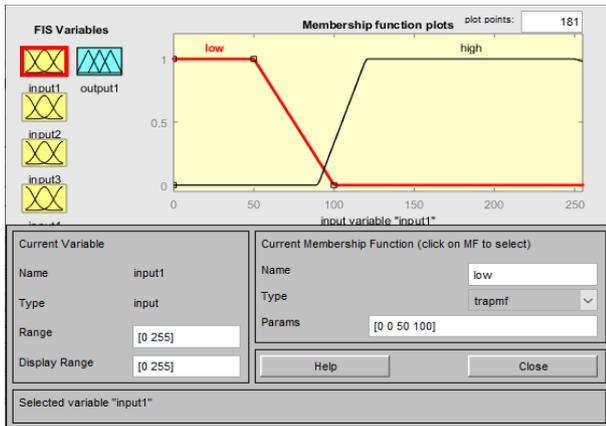 FIS Variables
Membership function plots
plot points:
181
input1
output1
input2
input3
low
high
1
0.5
0
0
50
100
150
200
250
input variable "input1"
Current Variable
Name
input1
Type
input
Range
[0 255]
Display Range
[0 255]
Current Membership Function (click on MF to select)
Name
low
Type
trapmf
Params
[0 0 50 100]
Help
Close
Selected variable "input1"